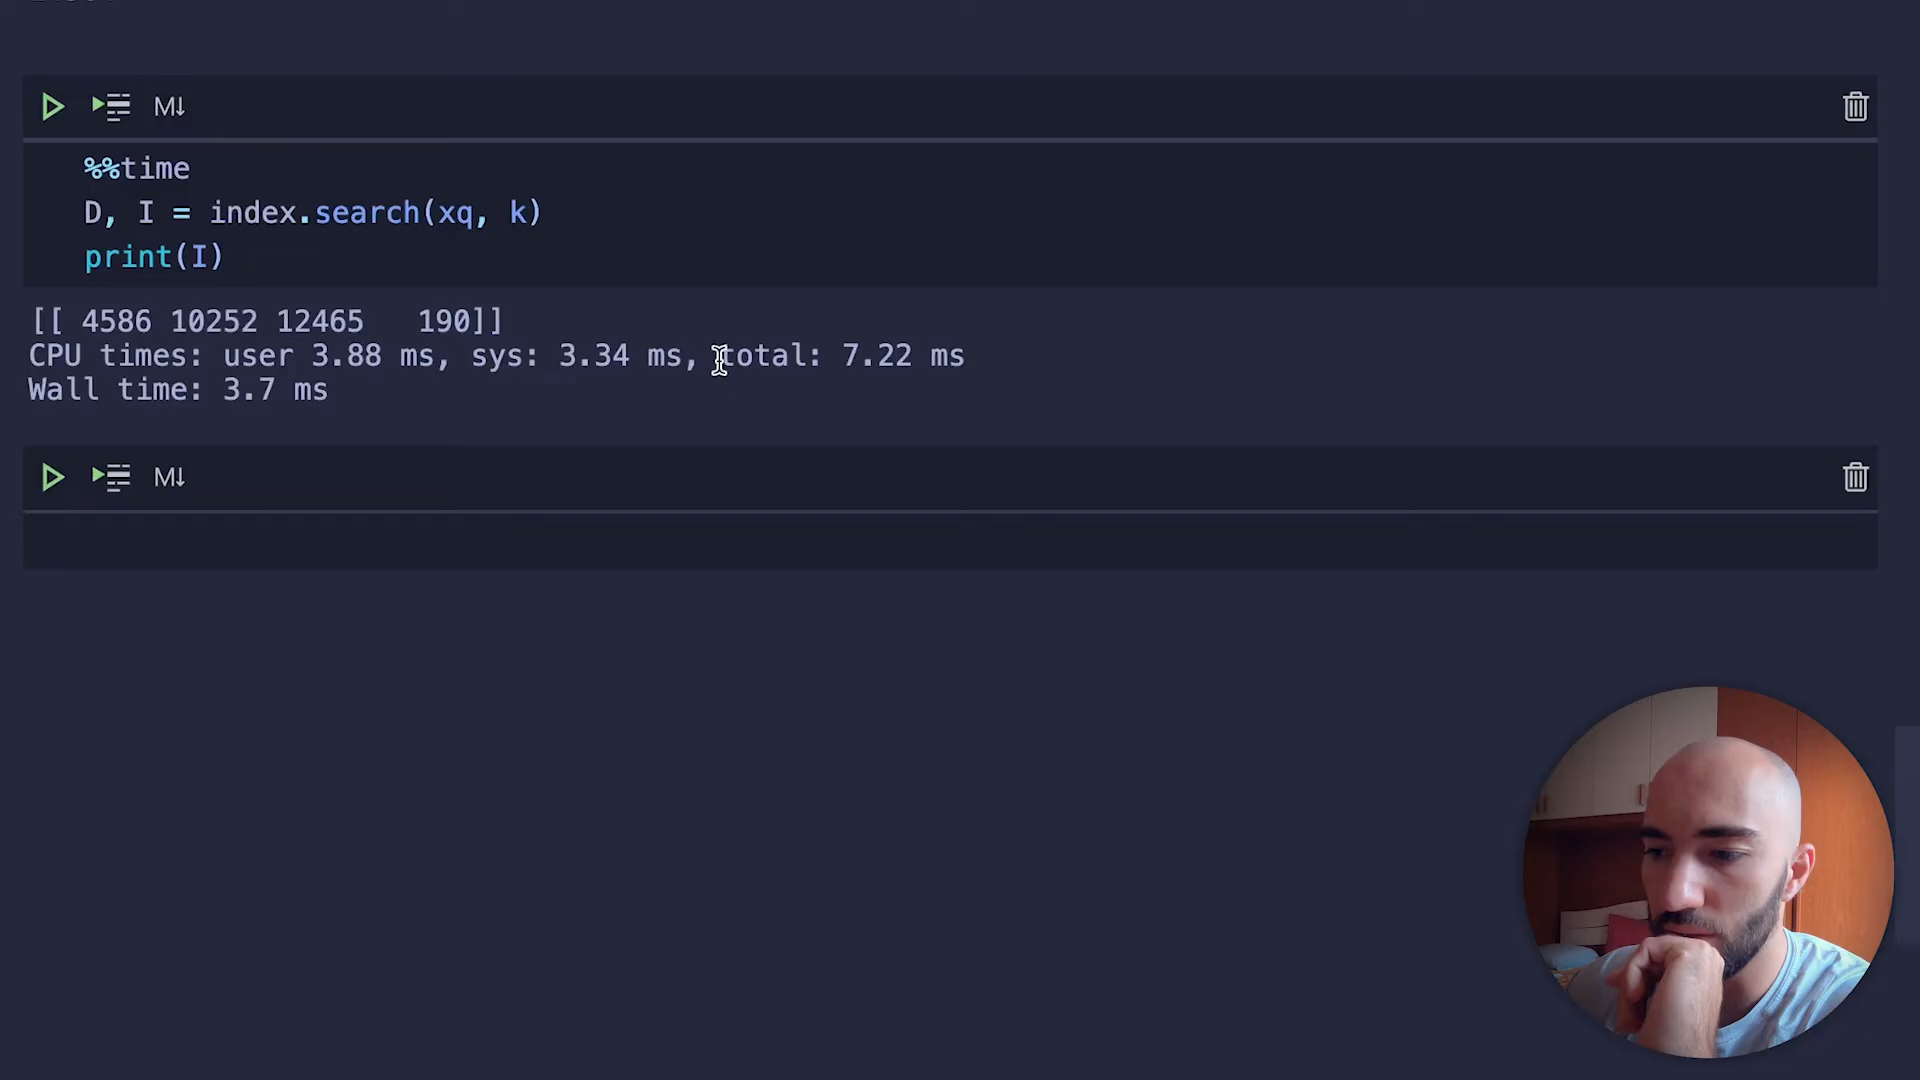 M↓
%%time
D, I = index.search(xq, k)
print(I)
[[ 4586 10252 12465   190]]
CPU times: user 3.88 ms, sys: 3.34 ms, total: 7.22 ms
Wall time: 3.7 ms
M↓